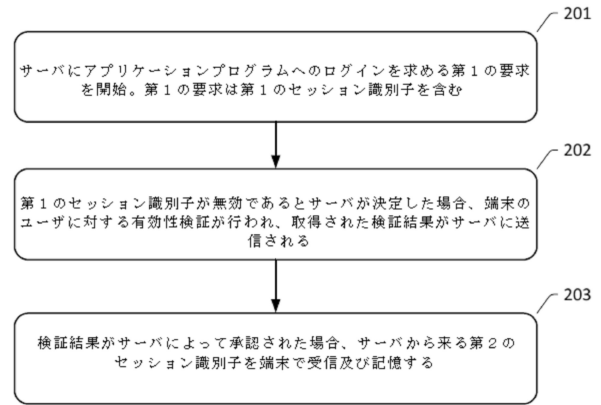 201
サーバにアプリケーションプログラムへのログインを求める第1の要求
を開始。第1の要求は第1のセッション識別子を含む
202
第1のセッション識別子が無効であるとサーバが決定した場合、端末の
ユーザに対する有効性検証が行われ、取得された検証結果がサーバに送
信される
203
検証結果がサーバによって承認された場合、サーバから来る第2の
セッション識別子を端末で受信及び記憶する